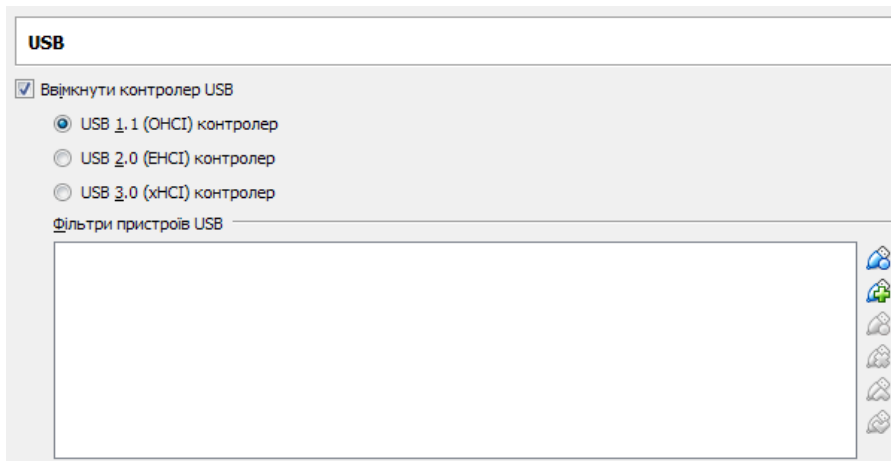 USB
Ввімкнути контролер USB
USB 1.1 (OHCI) контролер
USB 2.0 (EHCI) контролер
USB 3.0 (xHCI) контролер
Фільтри пристроїв USB